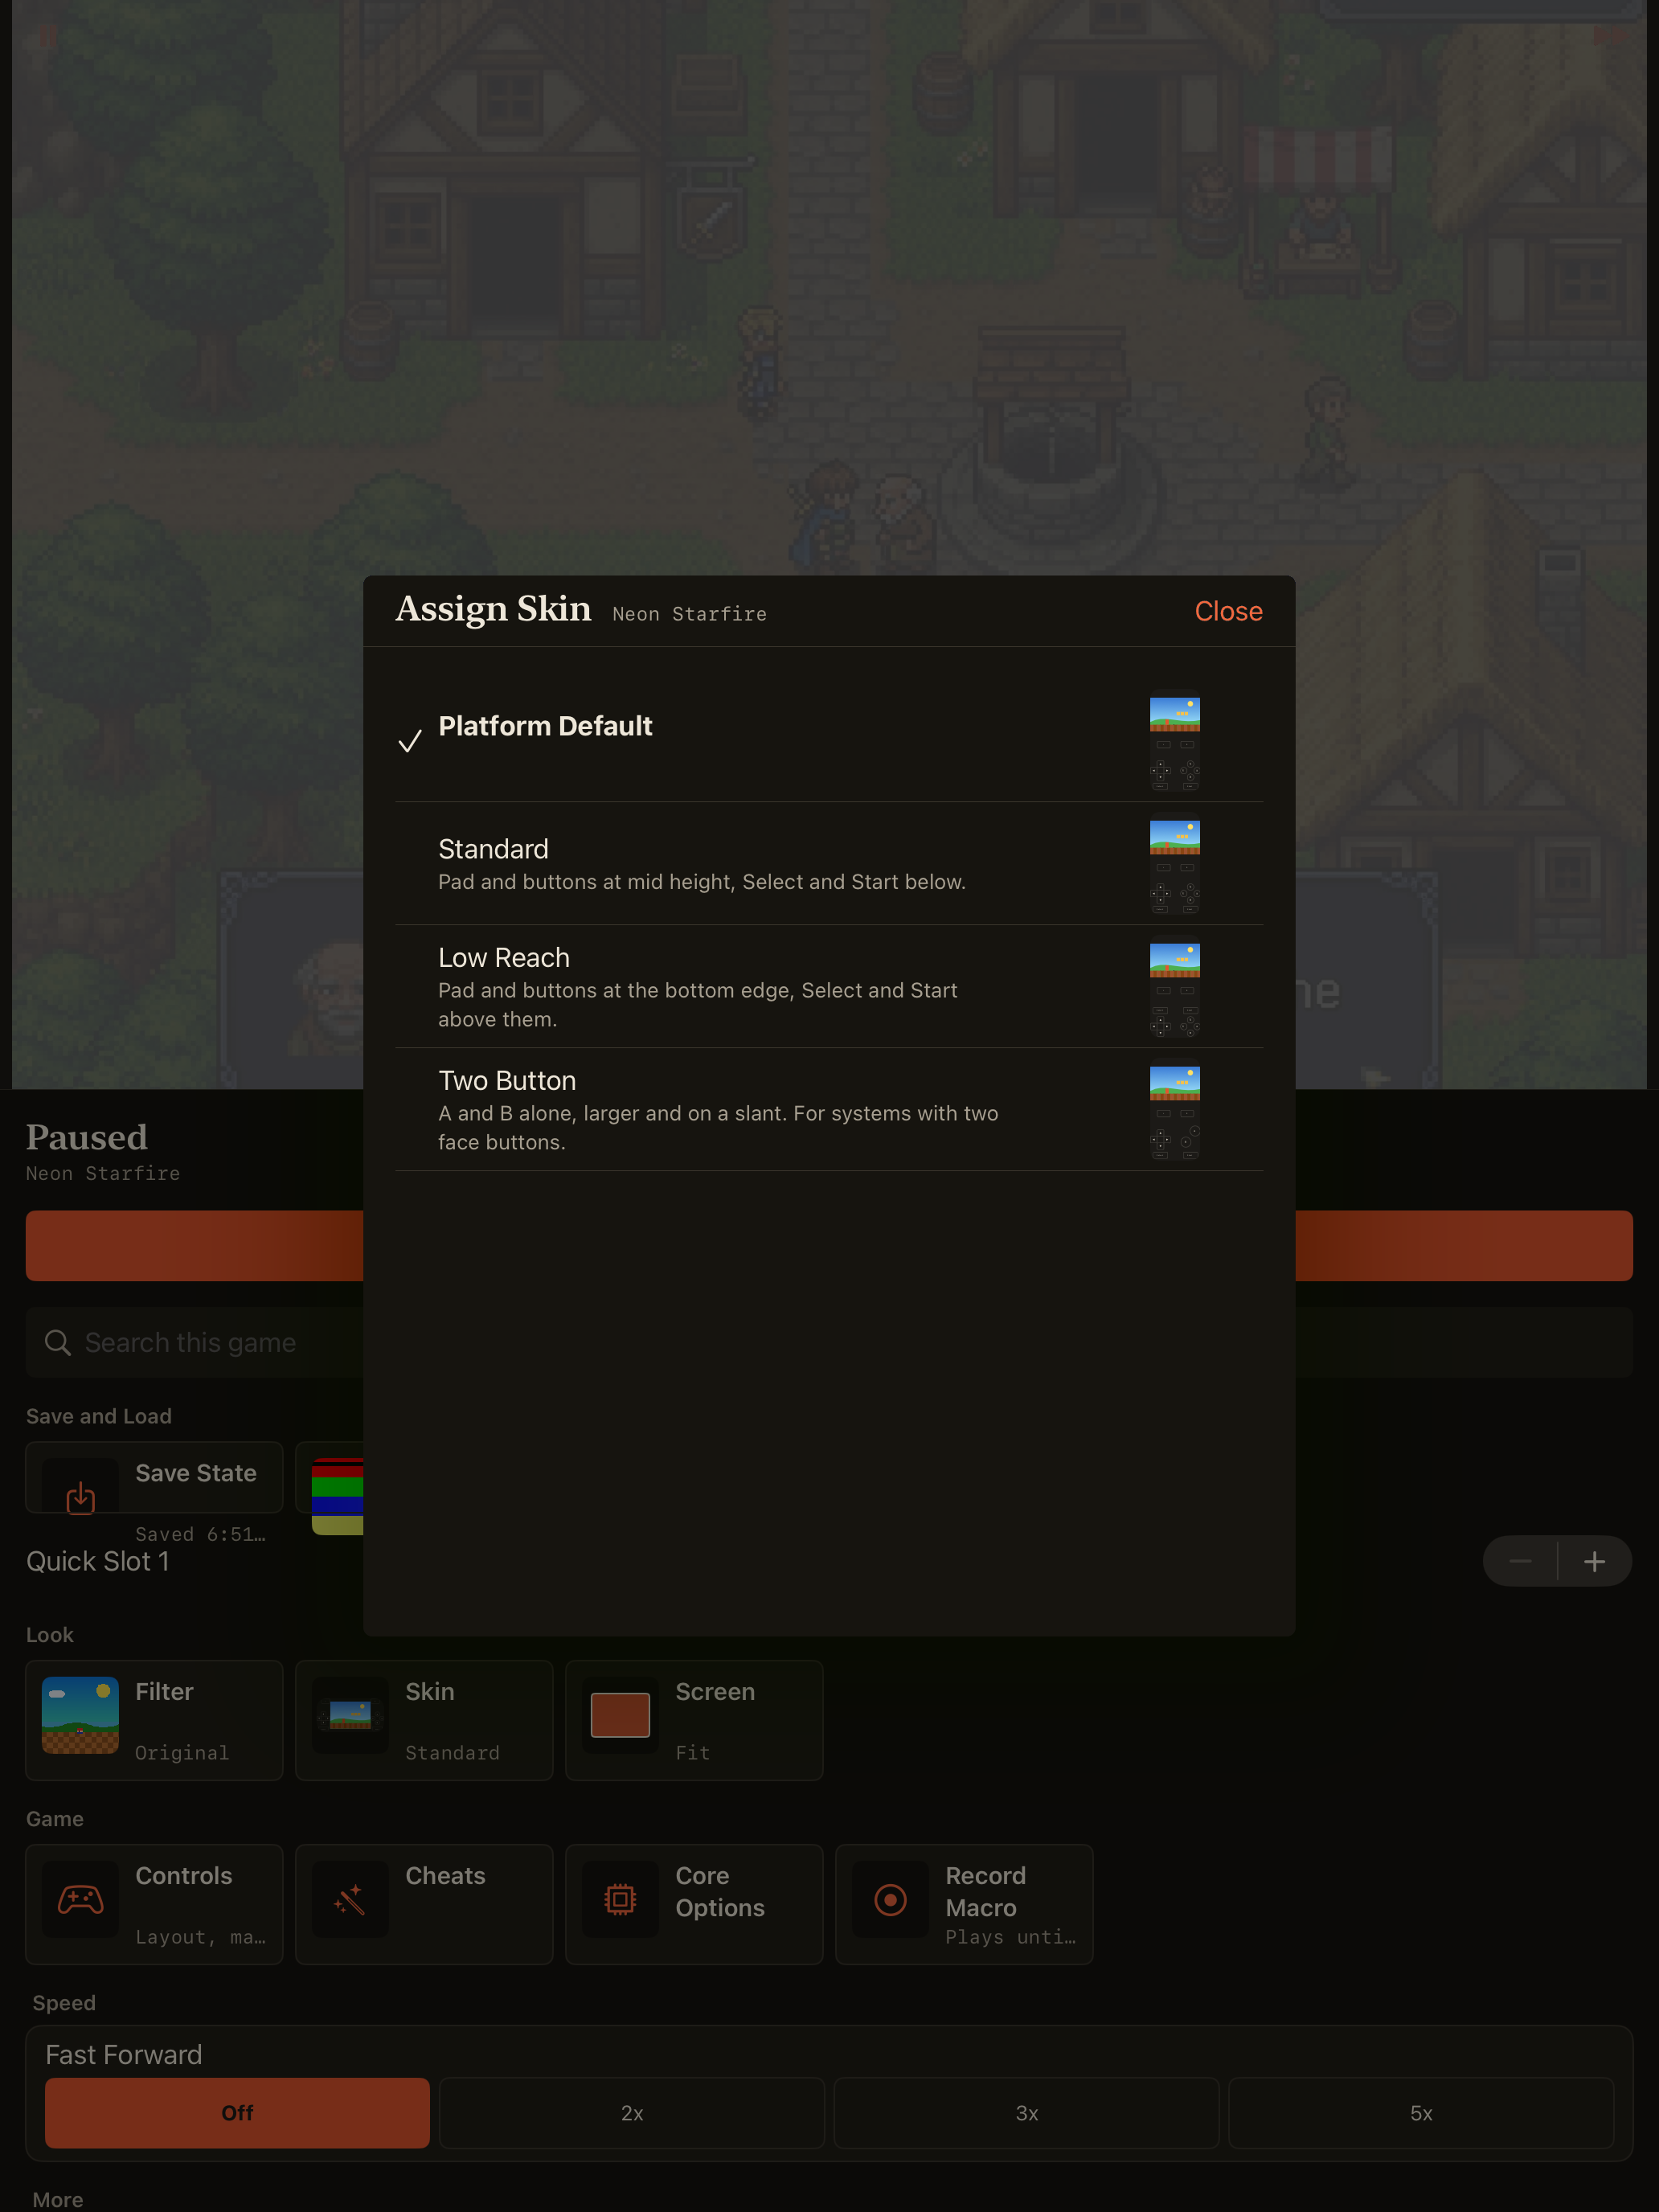 Assign Skin Neon Starfire Close
Platform Default
Standard
Pad and buttons at mid height, Select and Start below.
Low Reach
Pad and buttons at the bottom edge, Select and Start
above them.
Two Button
A and B alone, larger and on a slant. For systems with two
face buttons.
Paused
Neon Starfire
Search this game
Save and Load
Save State
Saved 6:51…
Quick Slot 1
Look
Filter
Original
Skin
Standard
Screen
Fit
Game
Controls
Layout, ma…
Cheats
Core
Options
Record
Macro
Plays unti…
Speed
Fast Forward
Off 2x 3x 5x
More